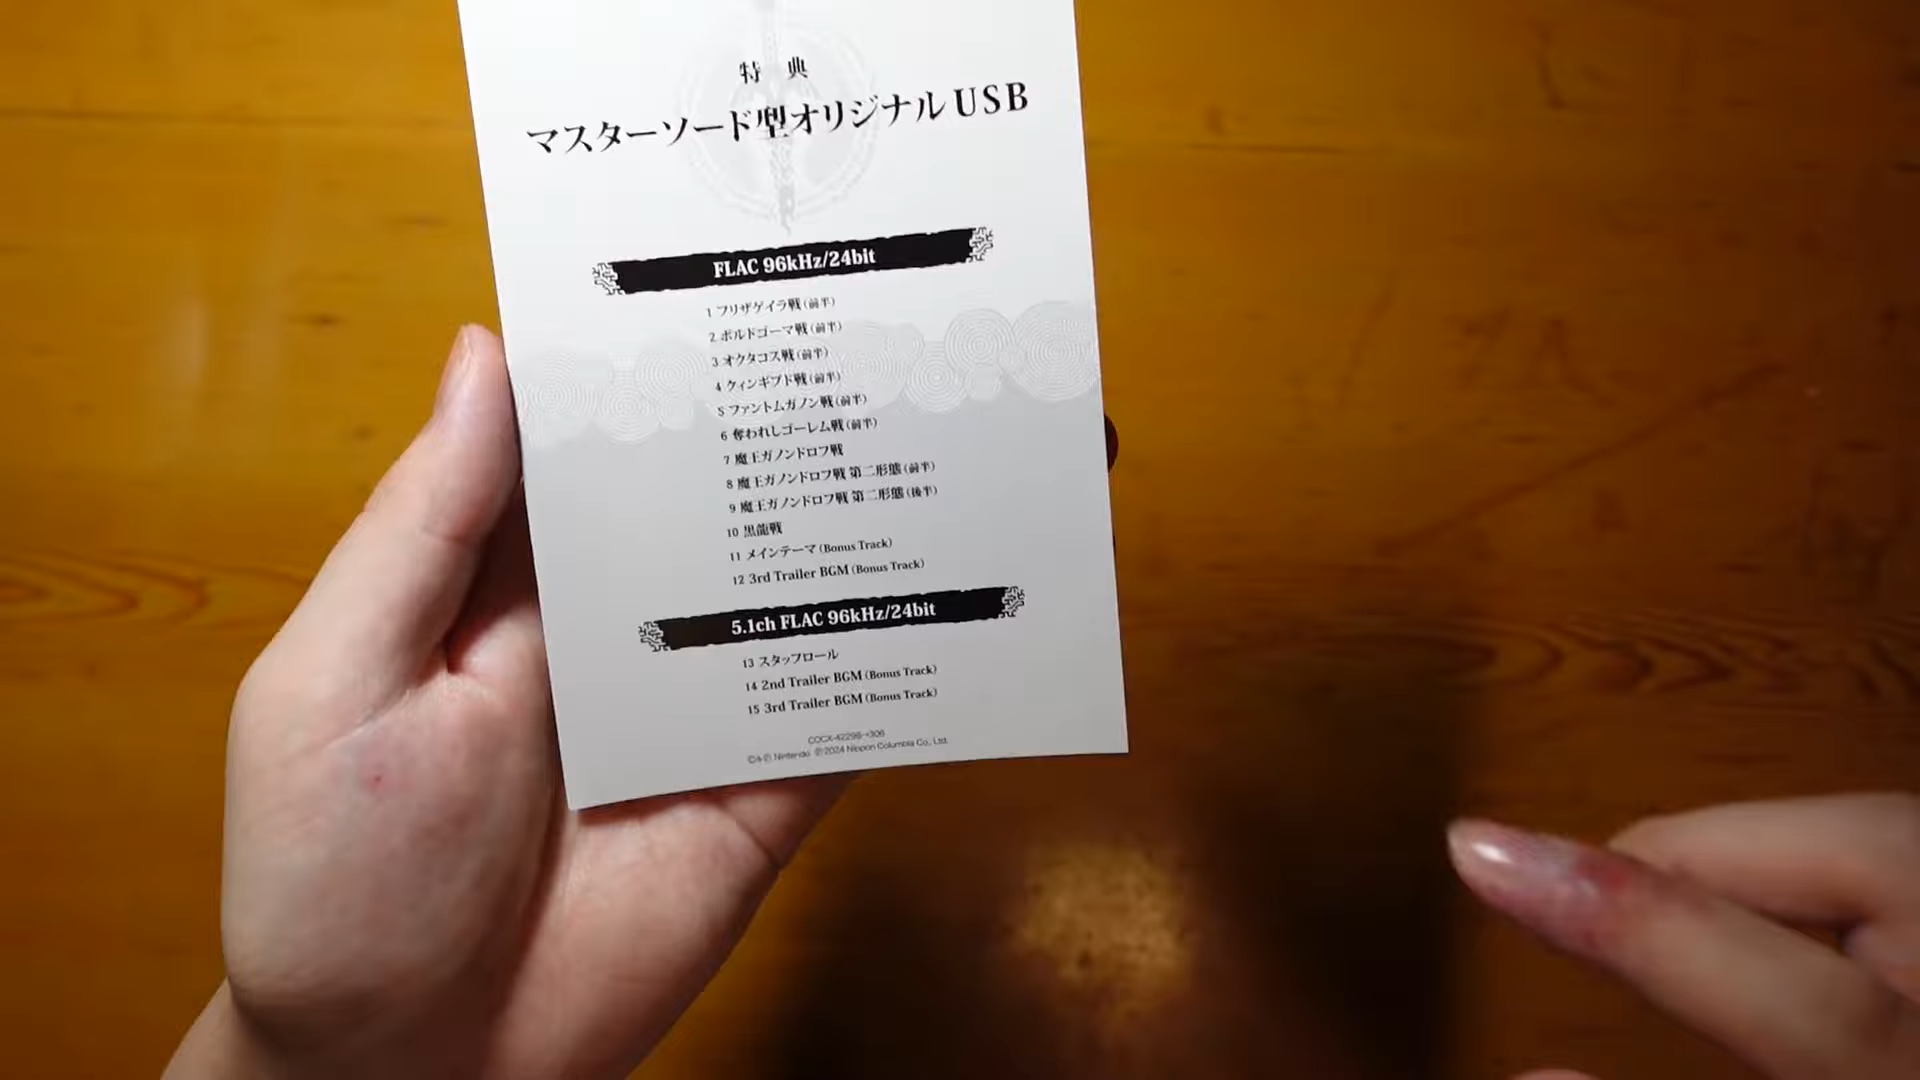 特 典
マスターソード型オリジナルUSB
FLAC 96kHz/24bit
1 フリザゲイラ戦(前半)
2 ボルドゴーマ戦(前半)
3 オクタコス戦(前半)
4 クィンギブド戦(前半)
5 ファントムガノン戦(前半)
6 奪われしゴーレム戦(前半)
7 魔王ガノンドロフ戦
8 魔王ガノンドロフ戦 第二形態(前半)
9 魔王ガノンドロフ戦 第二形態(後半)
10 黒龍戦
11 メインテーマ(Bonus Track)
12 3rd Trailer BGM(Bonus Track)
5.1ch FLAC 96kHz/24bit
13 スタッフロール
14 2nd Trailer BGM(Bonus Track)
15 3rd Trailer BGM(Bonus Track)
COCX-42298→306
©&℗ Nintendo ℗2024 Nippon Columbia Co., Ltd.